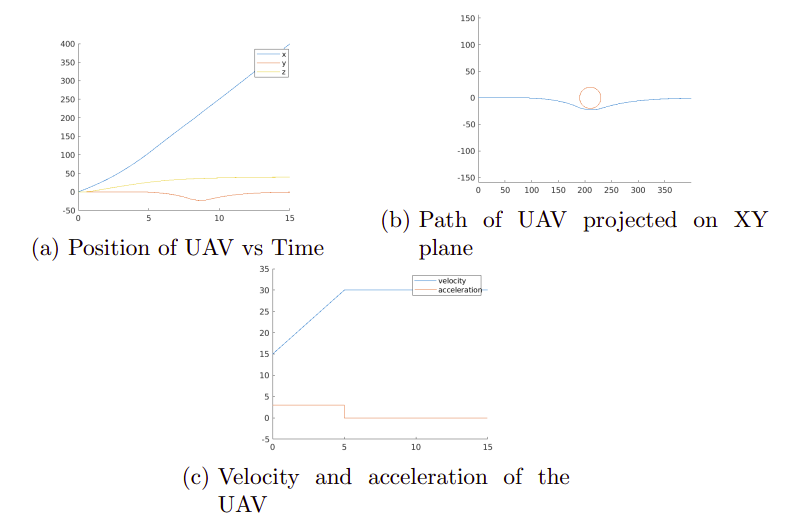 400
350
300
250
200
150
100
50
0
-50
0 5 10 15
x
y
z
(a) Position of UAV vs Time
150
100
50
0
-50
-100
-150
50 100 150 200 250 300 350
(b) Path of UAV projected on XY
plane
35
30
25
20
15
10
5
0
-5
0 5 10 15
velocity
acceleration
(c) Velocity and acceleration of the
UAV